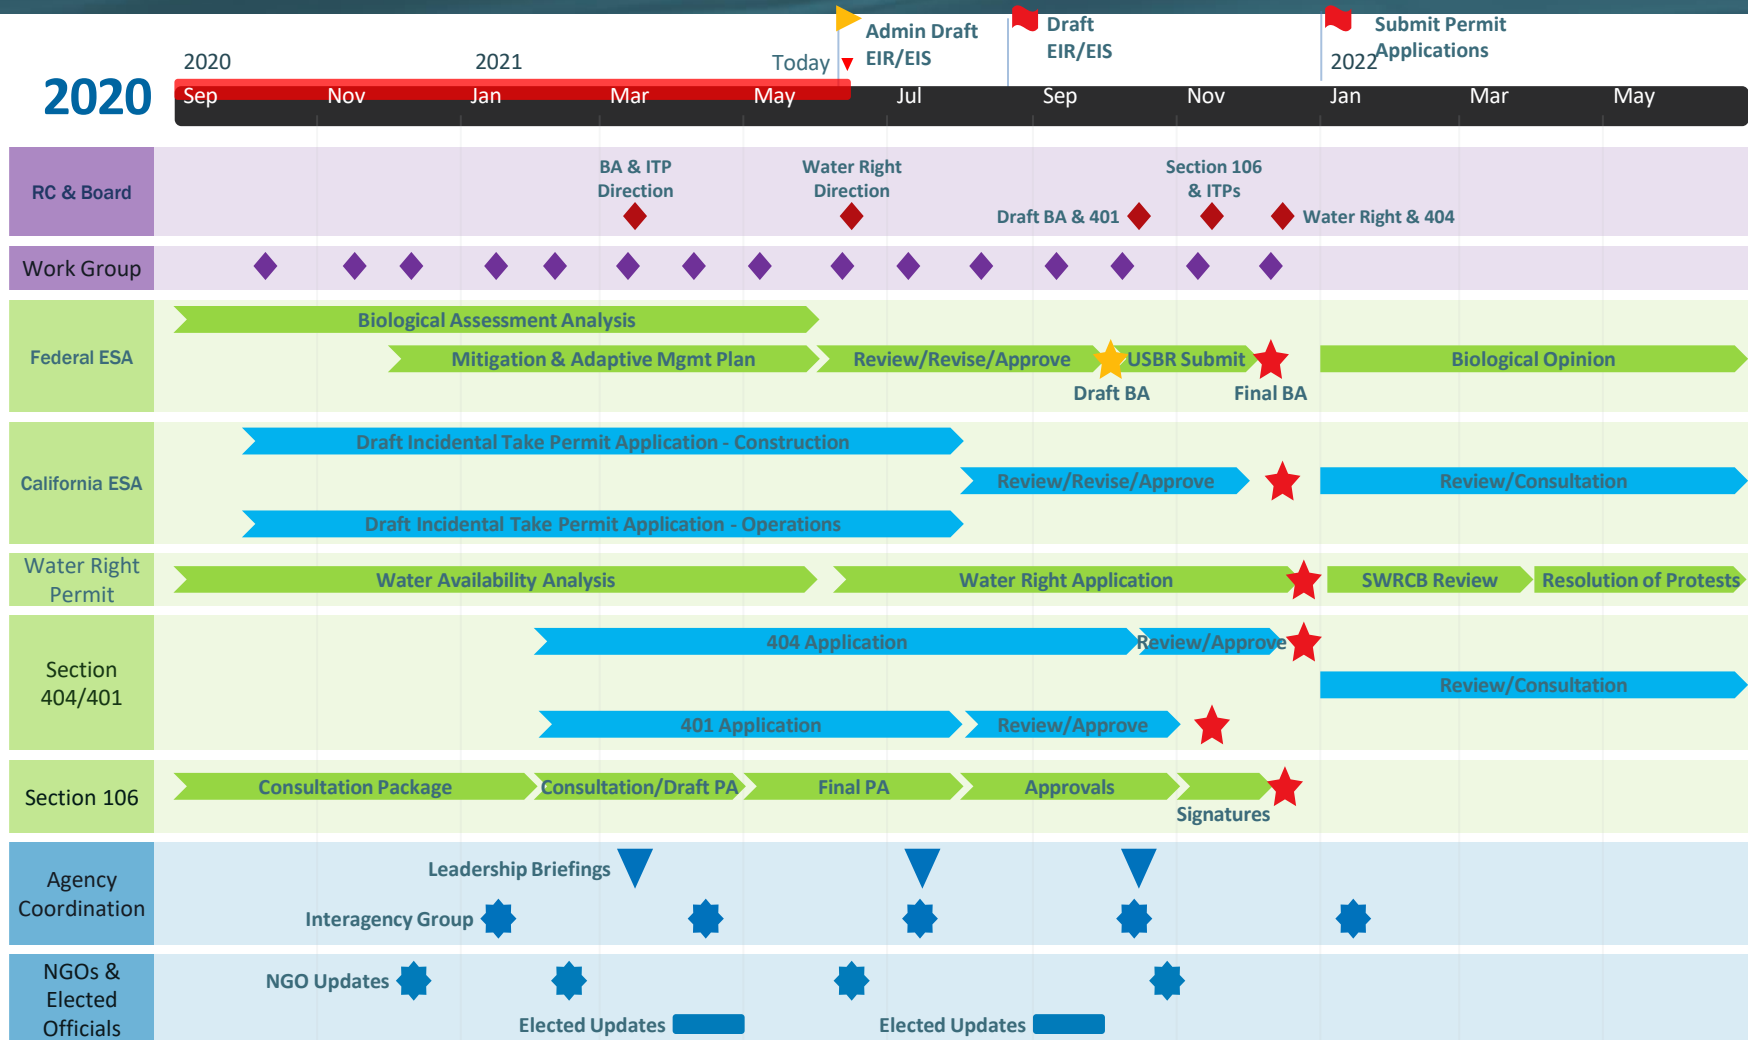 Admin Draft
EIR/EIS
Draft
EIR/EIS
Submit Permit
Applications
2020
2021
Today
2022
2020
Sep
Nov
Jan
Mar
May
Jul
Sep
Nov
Jan
Mar
May
RC & Board
BA & ITP
Direction
Water Right
Direction
Draft BA & 401
Section 106
& ITPs
Water Right & 404
Work Group
Federal ESA
Biological Assessment Analysis
Mitigation & Adaptive Mgmt Plan
Review/Revise/Approve
USBR Submit
Biological Opinion
Draft BA
Final BA
California ESA
Draft Incidental Take Permit Application - Construction
Review/Revise/Approve
Review/Consultation
Draft Incidental Take Permit Application - Operations
Water Right
Permit
Water Availability Analysis
Water Right Application
SWRCB Review
Resolution of Protests
Section
404/401
404 Application
Review/Approve
Review/Consultation
401 Application
Review/Approve
Section 106
Consultation Package
Consultation/Draft PA
Final PA
Approvals
Signatures
Agency
Coordination
Leadership Briefings
Interagency Group
NGOs &
Elected
Officials
NGO Updates
Elected Updates
Elected Updates